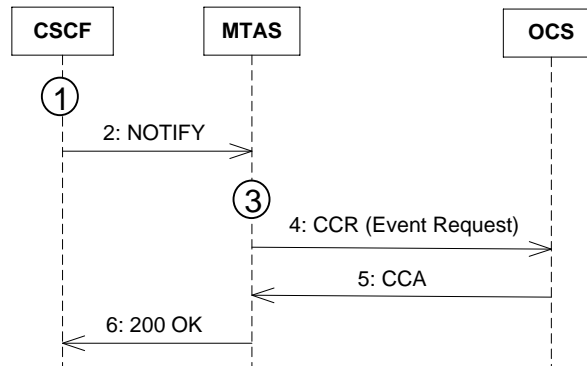 CSCF MTAS OCS
1
2: NOTIFY
3
4: CCR (Event Request)
5: CCA
6: 200 OK